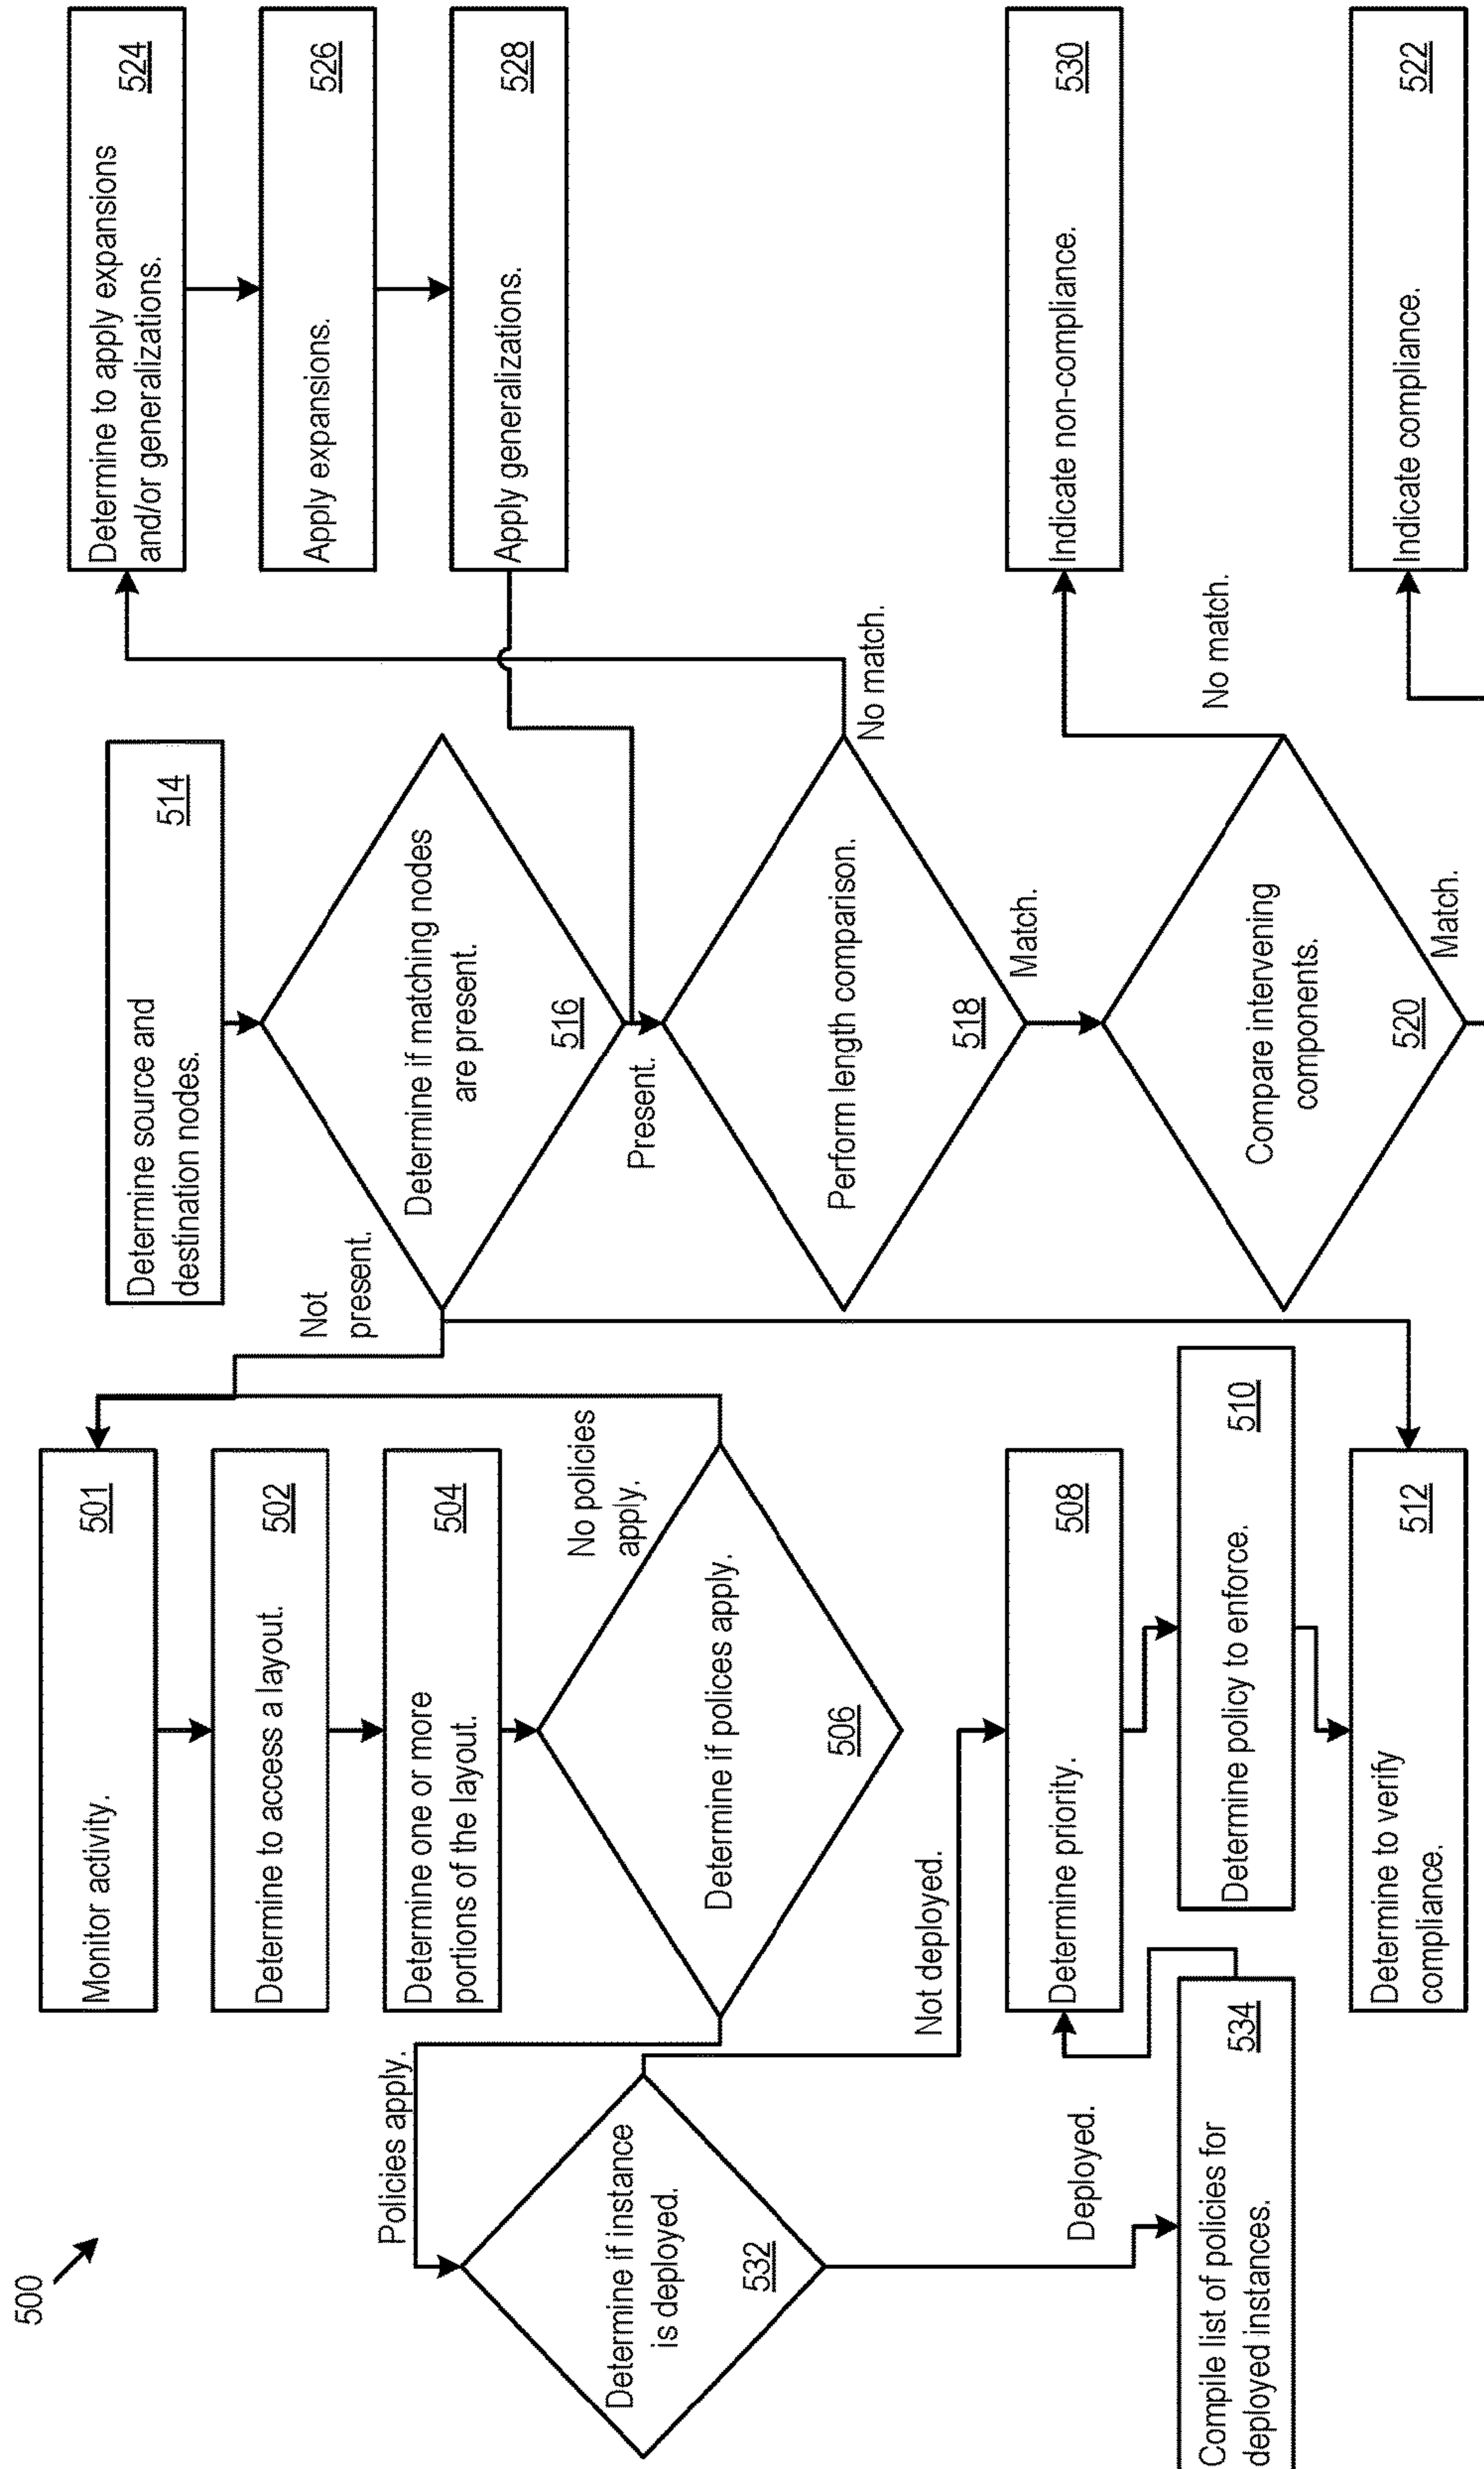 500
Monitor activity.
501
Determine to access a layout.
502
Determine one or more
portions of the layout.
504
Determine if polices apply.
506
No policies
apply.
Policies apply.
Determine if instance
is deployed.
532
Not deployed.
Deployed.
Compile list of policies for
deployed instances.
534
Determine priority.
508
Determine policy to enforce.
510
Determine to verify
compliance.
512
Determine source and
destination nodes.
514
Determine if matching nodes
are present.
516
Not
present.
Present.
Perform length comparison.
518
No match.
Match.
Compare intervening
components.
520
No match.
Match.
Determine to apply expansions
and/or generalizations.
524
Apply expansions.
526
Apply generalizations.
528
Indicate non-compliance.
530
Indicate compliance.
522